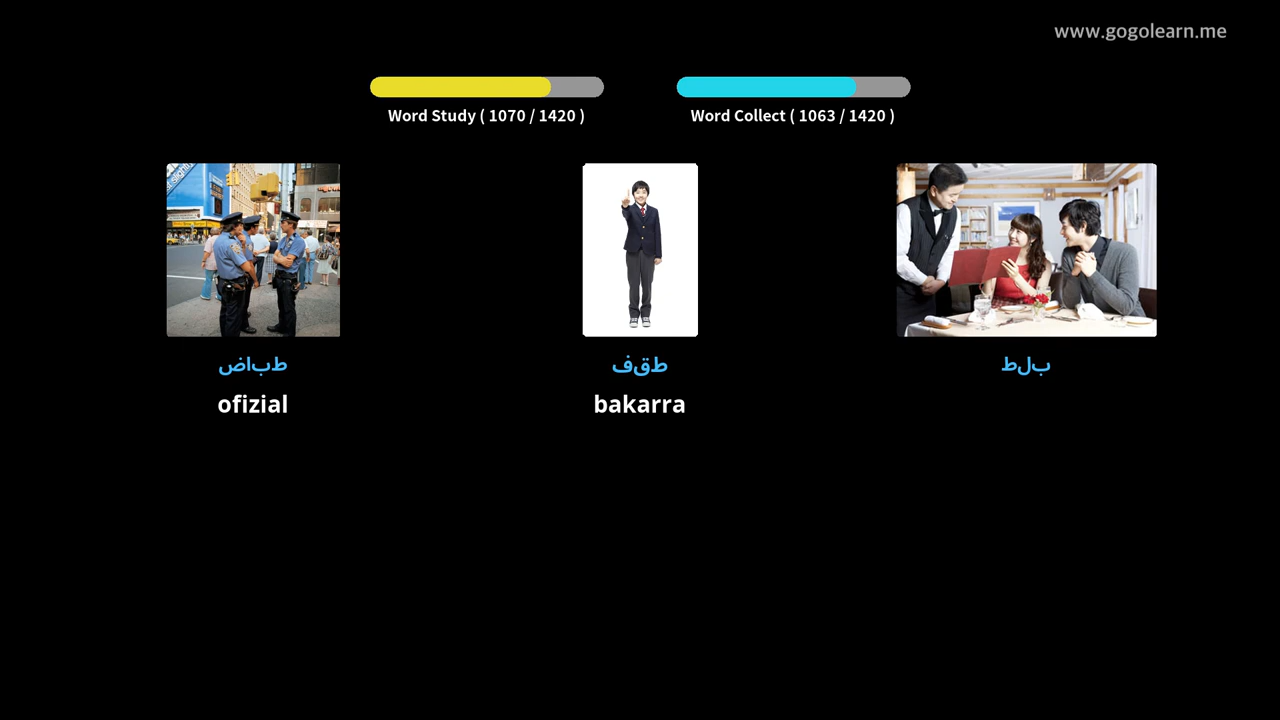 www.gogolearn.me
Word Study ( 1070 / 1420 )
Word Collect ( 1063 / 1420 )
طباض
ofizial
طقف
bakarra
بلط